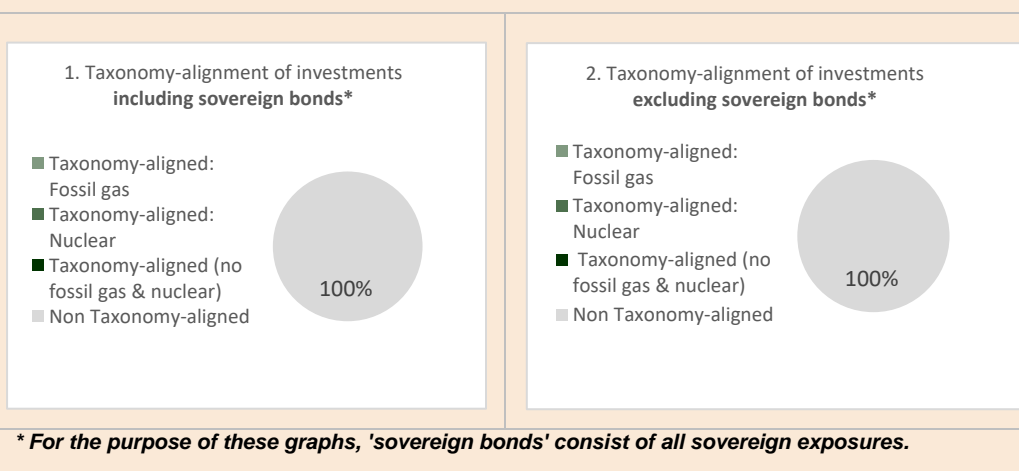 1. Taxonomy-alignment of investments
including sovereign bonds*
Taxonomy-aligned:
Fossil gas
Taxonomy-aligned:
Nuclear
Taxonomy-aligned (no
fossil gas & nuclear)
Non Taxonomy-aligned
100%
2. Taxonomy-alignment of investments
excluding sovereign bonds*
Taxonomy-aligned:
Fossil gas
Taxonomy-aligned:
Nuclear
Taxonomy-aligned (no
fossil gas & nuclear)
Non Taxonomy-aligned
100%
* For the purpose of these graphs, 'sovereign bonds' consist of all sovereign exposures.